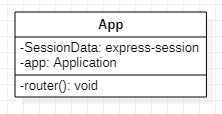 App
-SessionData: express-session
-app: Application
-router(): void